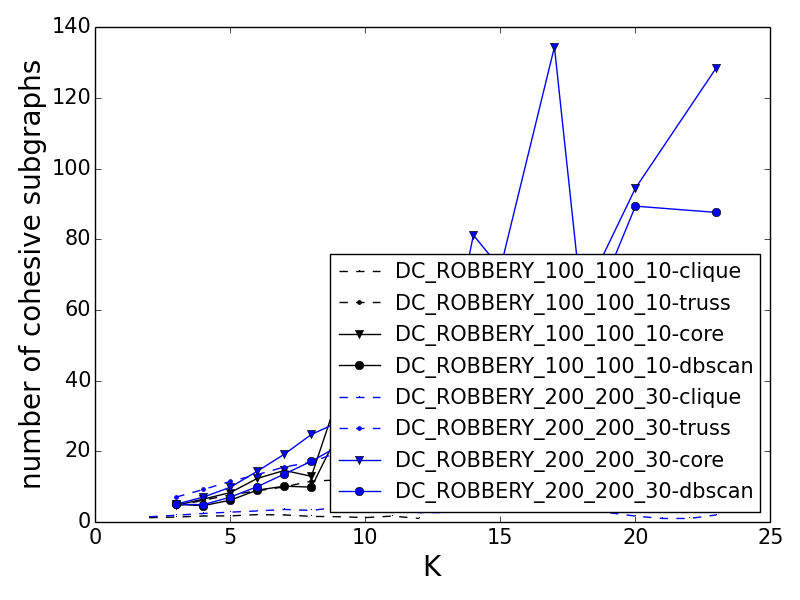 140
120
100
80
60
40
20
0
number of cohesive subgraphs
DC_ROBBERY_100_100_10-clique
DC_ROBBERY_100_100_10-truss
DC_ROBBERY_100_100_10-core
DC_ROBBERY_100_100_10-dbscan
DC_ROBBERY_200_200_30-clique
DC_ROBBERY_200_200_30-truss
DC_ROBBERY_200_200_30-core
DC_ROBBERY_200_200_30-dbscan
0 5 10 15 20 25
K